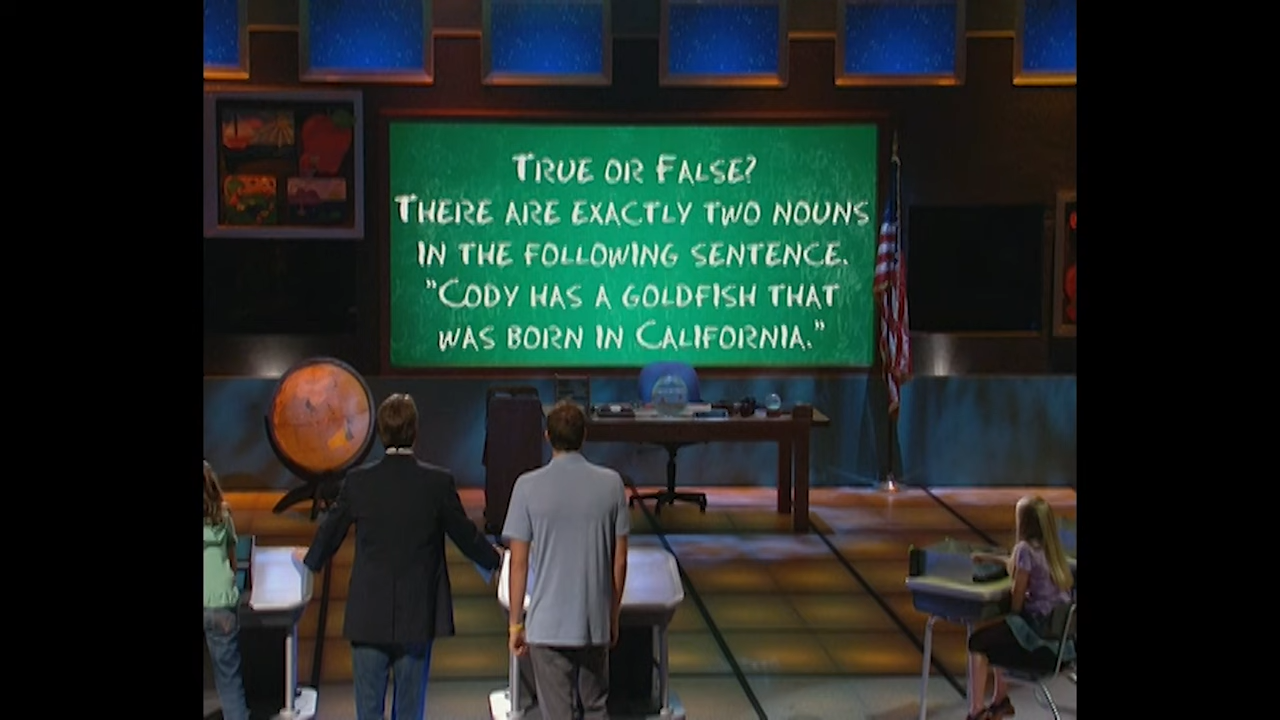 TRUE OR FALSE?
THERE ARE EXACTLY TWO NOUNS
IN THE FOLLOWING SENTENCE.
"CODY HAS A GOLDFISH THAT
WAS BORN IN CALIFORNIA."